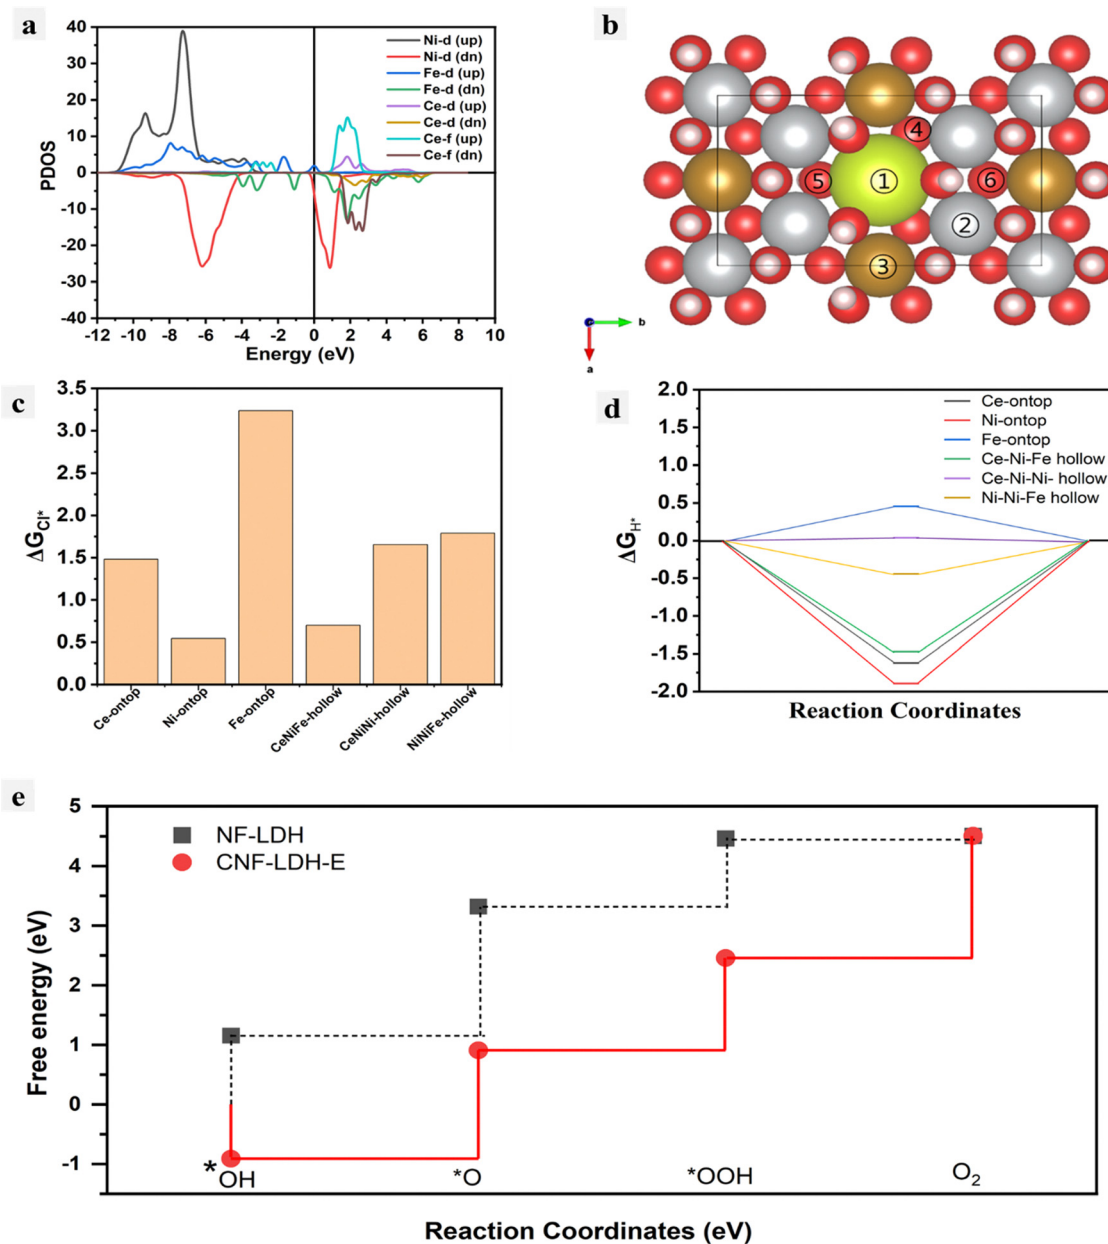 a
40
30
20
10
0
-10
-20
-30
-40
PDOS
-12 -10 -8 -6 -4 -2 0 2 4 6 8 10
Energy (eV)
Ni-d (up)
Ni-d (dn)
Fe-d (up)
Fe-d (dn)
Ce-d (up)
Ce-d (dn)
Ce-f (up)
Ce-f (dn)
b
4
5
1
6
2
3
b
a
c
3.5
3.0
2.5
2.0
1.5
1.0
0.5
0.0
ΔG_Cl*
Ce-ontop
Ni-ontop
Fe-ontop
CeNiFe-hollow
CeNiNi-hollow
NiNiFe-hollow
d
2.0
1.5
1.0
0.5
0.0
-0.5
-1.0
-1.5
-2.0
ΔG_H*
Ce-ontop
Ni-ontop
Fe-ontop
Ce-Ni-Fe hollow
Ce-Ni-Ni- hollow
Ni-Ni-Fe hollow
Reaction Coordinates
e
5
4
3
2
1
0
-1
Free energy (eV)
NF-LDH
CNF-LDH-E
*OH
*O
*OOH
O₂
Reaction Coordinates (eV)